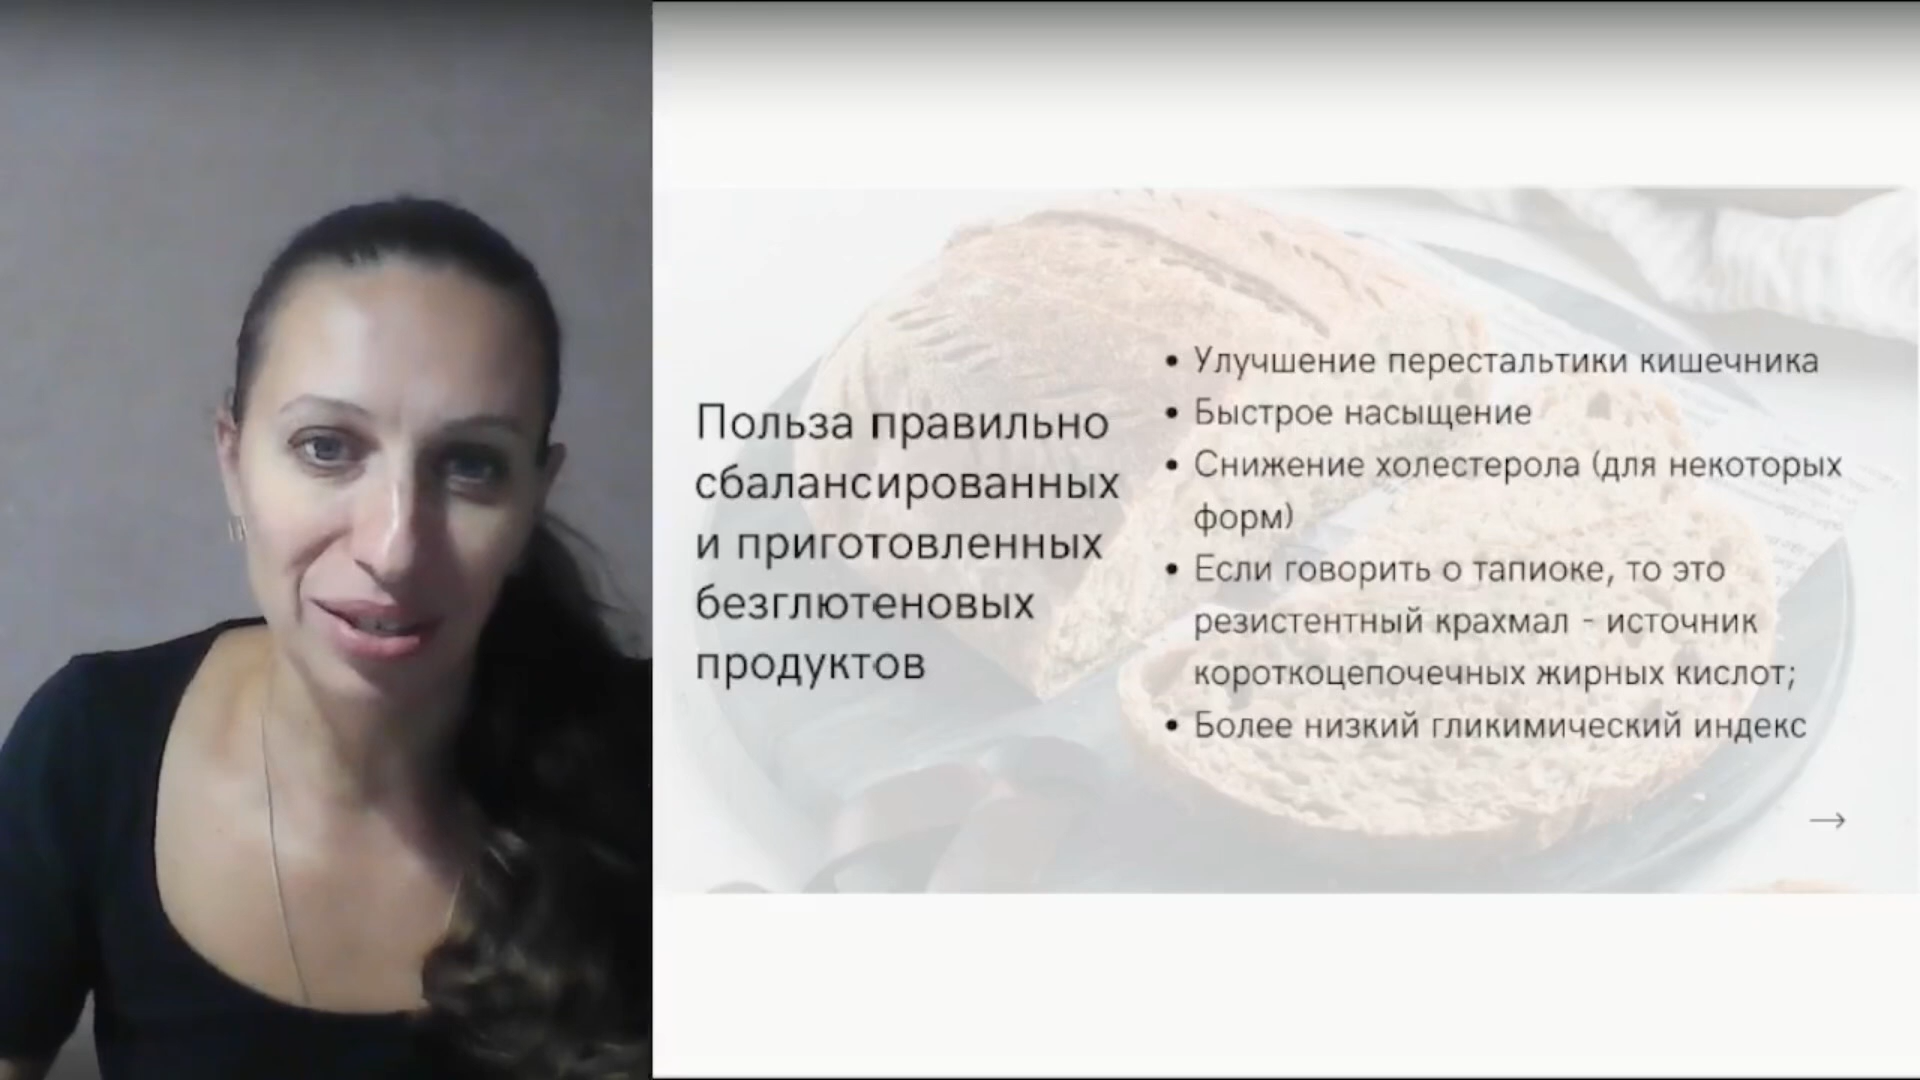 Польза правильно
сбалансированных
и приготовленных
безглютеновых
продуктов
• Улучшение перестальтики кишечника
• Быстрое насыщение
• Снижение холестерола (для некоторых
форм)
• Если говорить о тапиоке, то это
резистентный крахмал - источник
короткоцепочечных жирных кислот;
• Более низкий гликимический индекс